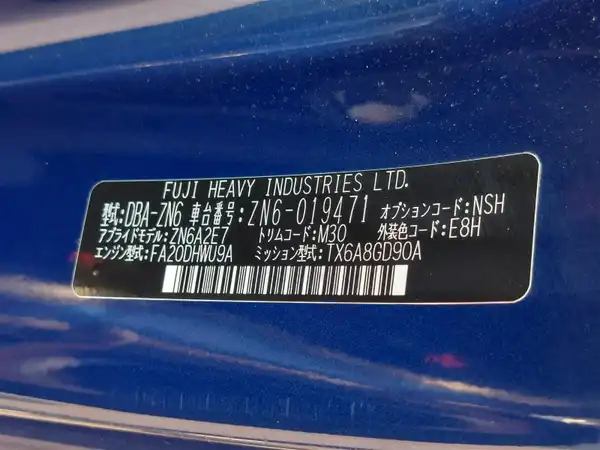 FUJI HEAVY INDUSTRIES LTD.
型式:DBA-ZN6 車台番号:ZN6-019471 オプションコード:NSH
アプライドモデル:ZN6A2E7 トリムコード:M30 外装色コード:E8H
エンジン型式:FA20DHWU9A ミッション型式:TX6A8GD90A